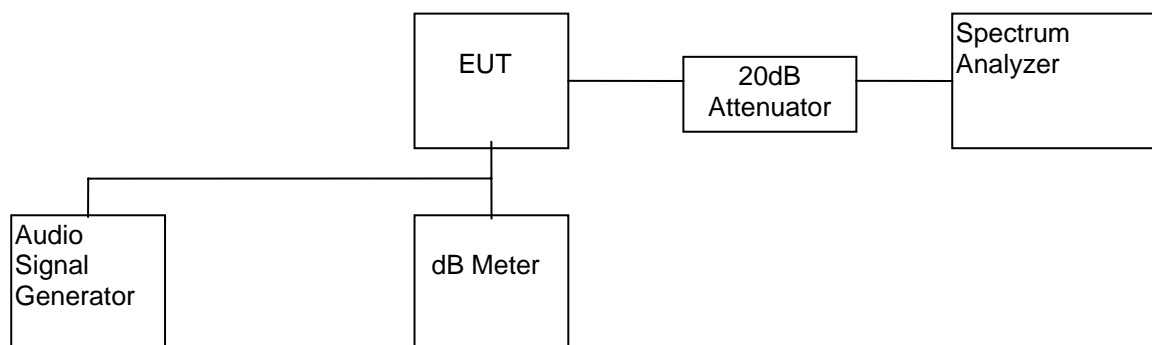 EUT
20dB
Attenuator
Spectrum
Analyzer
Audio
Signal
Generator
dB Meter